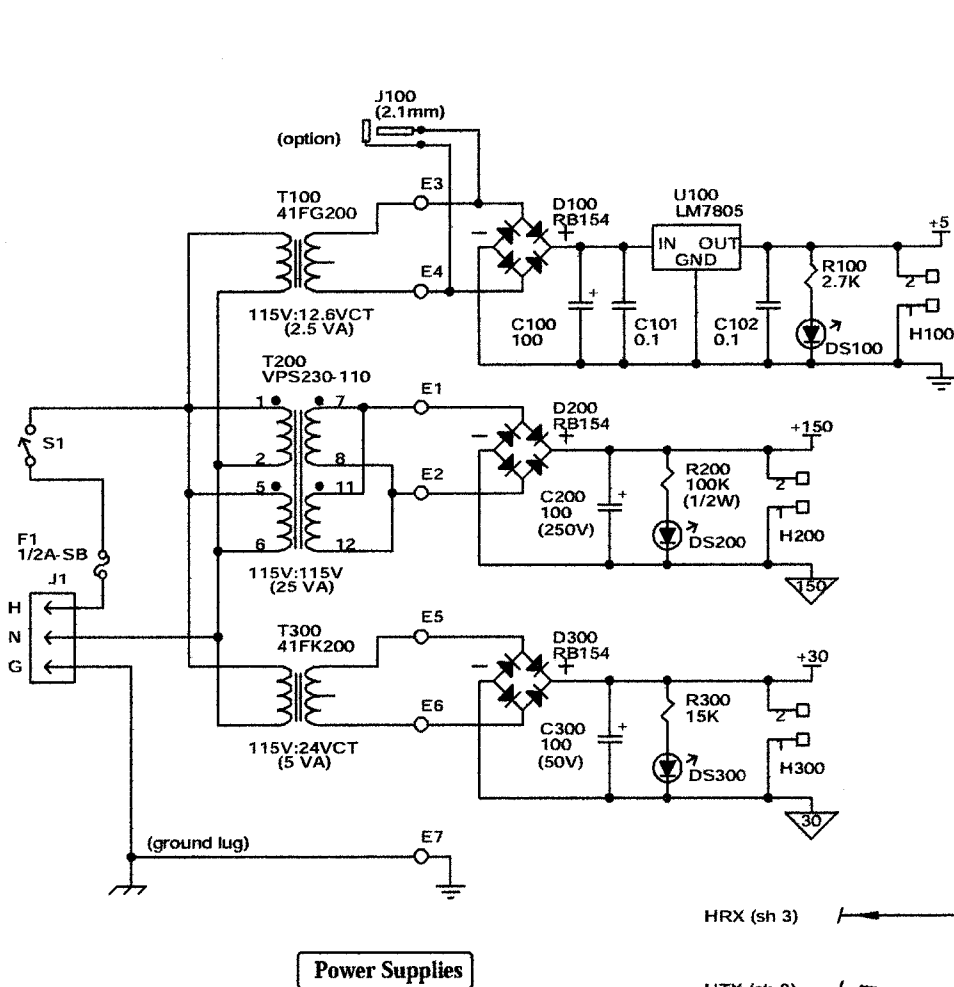 J100
(2.1mm)
(option)
E3
T100
41FG200
D100
RB154
U100
LM7805
+5
IN OUT
GND
R100
2.7K
2
E4
115V:12.6VCT
(2.5 VA)
C100
100
+
C101
0.1
C102
0.1
DS100
1
H100
T200
VPS230-110
1
7
E1
D200
RB154
+150
S1
2
8
E2
5
11
C200
100
(250V)
+
R200
100K
(1/2W)
2
1
H200
F1
1/2A-SB
6
12
DS200
J1
115V:115V
(25 VA)
150
H
N
G
T300
41FK200
E5
D300
RB154
+30
E6
R300
15K
2
115V:24VCT
(5 VA)
C300
100
(50V)
+
DS300
1
H300
30
(ground lug)
E7
HRX (sh 3)
Power Supplies